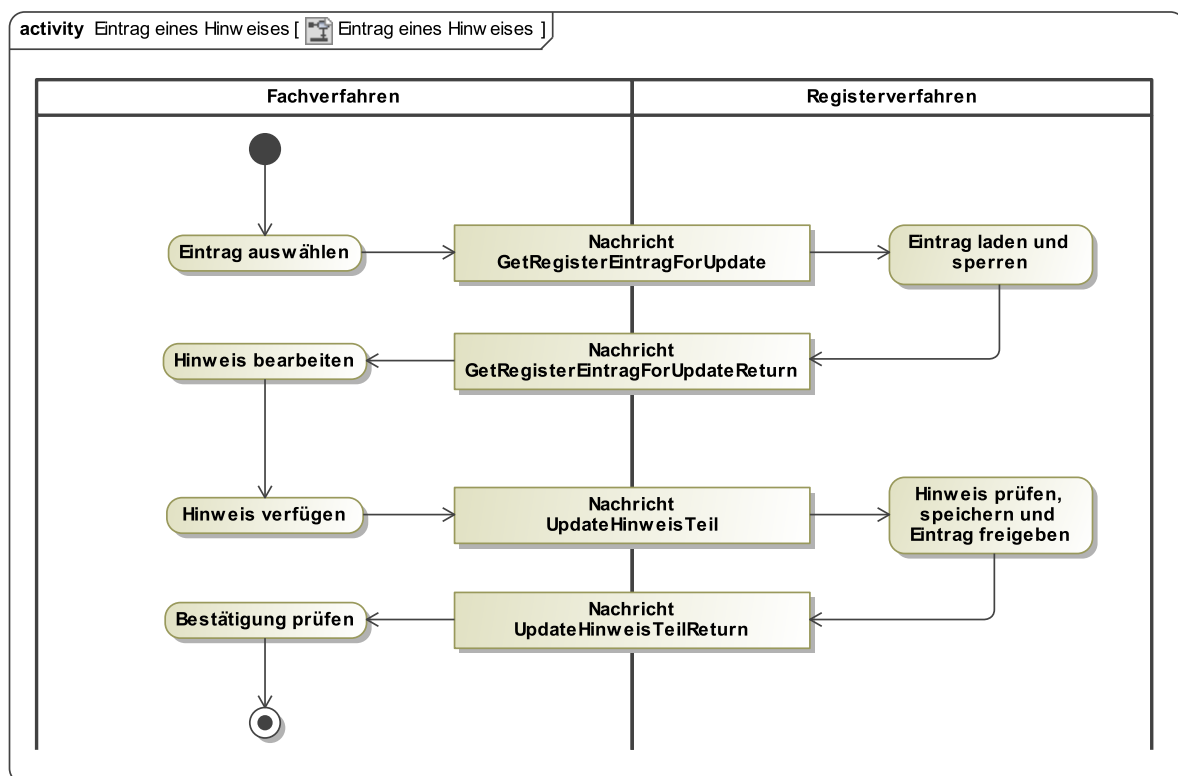 activity Eintrag eines Hinweises [ Eintrag eines Hinweises ]
Fachverfahren
Registerverfahren
Eintrag auswählen
Nachricht
GetRegisterEintragForUpdate
Eintrag laden und
sperren
Hinweis bearbeiten
Nachricht
GetRegisterEintragForUpdateReturn
Hinweis verfügen
Nachricht
UpdateHinweisTeil
Hinweis prüfen,
speichern und
Eintrag freigeben
Bestätigung prüfen
Nachricht
UpdateHinweisTeilReturn